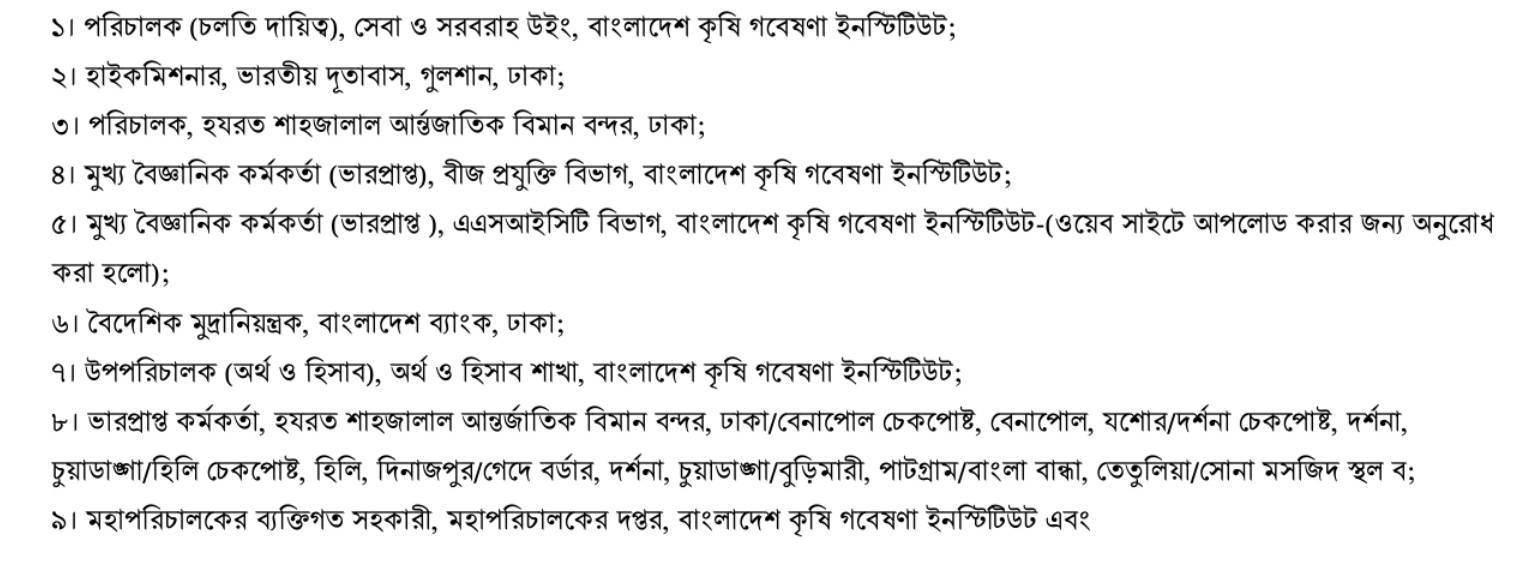 ১। পরিচালক (চলতি দায়িত্ব), সেবা ও সরবরাহ উইং, বাংলাদেশ কৃষি গবেষণা ইনস্টিটিউট;
২। হাইকমিশনার, ভারতীয় দূতাবাস, গুলশান, ঢাকা;
৩। পরিচালক, হযরত শাহজালাল আর্ন্তজাতিক বিমান বন্দর, ঢাকা;
৪। মুখ্য বৈজ্ঞানিক কর্মকর্তা (ভারপ্রাপ্ত), বীজ প্রযুক্তি বিভাগ, বাংলাদেশ কৃষি গবেষণা ইনস্টিটিউট;
৫। মুখ্য বৈজ্ঞানিক কর্মকর্তা (ভারপ্রাপ্ত ), এএসআইসিটি বিভাগ, বাংলাদেশ কৃষি গবেষণা ইনস্টিটিউট-(ওয়েব সাইটে আপলোড করার জন্য অনুরোধ
করা হলো);
৬। বৈদেশিক মুদ্রানিয়ন্ত্রক, বাংলাদেশ ব্যাংক, ঢাকা;
৭। উপপরিচালক (অর্থ ও হিসাব), অর্থ ও হিসাব শাখা, বাংলাদেশ কৃষি গবেষণা ইনস্টিটিউট;
৮। ভারপ্রাপ্ত কর্মকর্তা, হযরত শাহজালাল আন্তর্জাতিক বিমান বন্দর, ঢাকা/বেনাপোল চেকপোষ্ট, বেনাপোল, যশোর/দর্শনা চেকপোষ্ট, দর্শনা,
চুয়াডাঙ্গা/হিলি চেকপোষ্ট, হিলি, দিনাজপুর/গেদে বর্ডার, দর্শনা, চুয়াডাঙ্গা/বুড়িমারী, পাটগ্রাম/বাংলা বান্ধা, তেতুলিয়া/সোনা মসজিদ স্থল ব;
৯। মহাপরিচালকের ব্যক্তিগত সহকারী, মহাপরিচালকের দপ্তর, বাংলাদেশ কৃষি গবেষণা ইনস্টিটিউট এবং